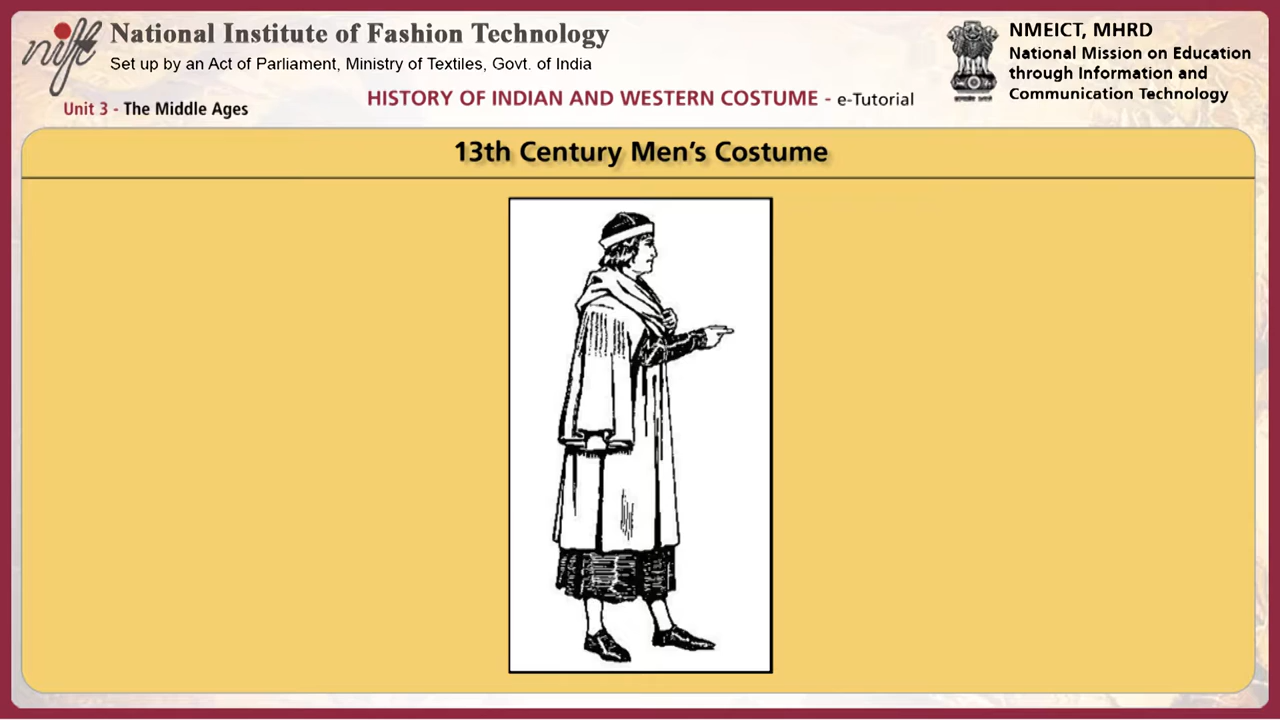 nift
National Institute of Fashion Technology
Set up by an Act of Parliament, Ministry of Textiles, Govt. of India
Unit 3 - The Middle Ages
HISTORY OF INDIAN AND WESTERN COSTUME - e-Tutorial
NMEICT, MHRD
National Mission on Education
through Information and
Communication Technology
13th Century Men's Costume